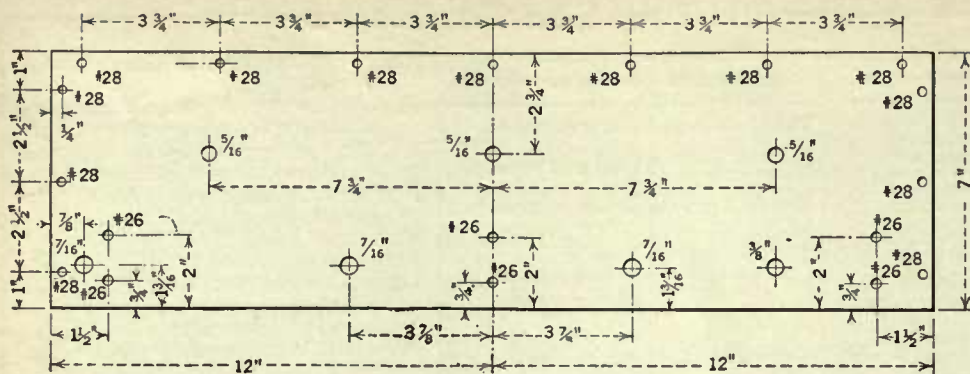 3 ¾" 3 ¾" 3 ¾" 3 ¾" 3 ¾" 3 ¾"
1" #28 #28 #28 #28 #28 #28 #28
#28 #28
¼" 2 ¾"
2 ½" 5/16" 5/16" 5/16"
#28 7 ¾" 7 ¾" #28 7"
2 ½" ⅞" #26 #26 #26
7/16" 7/16" 7/16" ⅜"
#28 #26 ¾" 1 3/16" 2" ¾" #26 2" 1 3/16" 2" ¾" #26 #28
1"
1 ½" 3 ⅞" 3 ⅞" 1 ½"
12" 12"